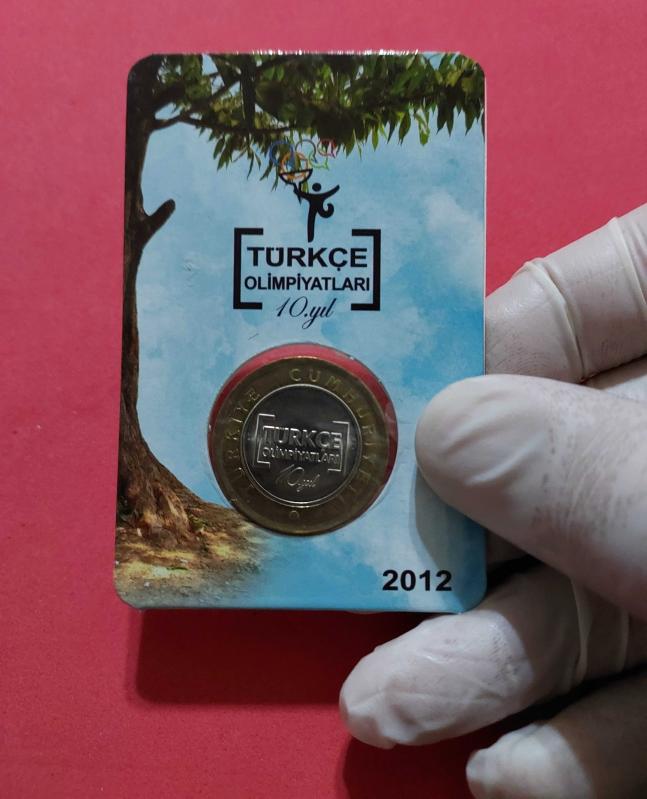 TÜRKÇE
OLİMPİYATLARI
10.yıl
TÜRKİYE CUMHURİYETİ
TÜRKÇE
OLİMPİYATLARI
10.yıl
2012